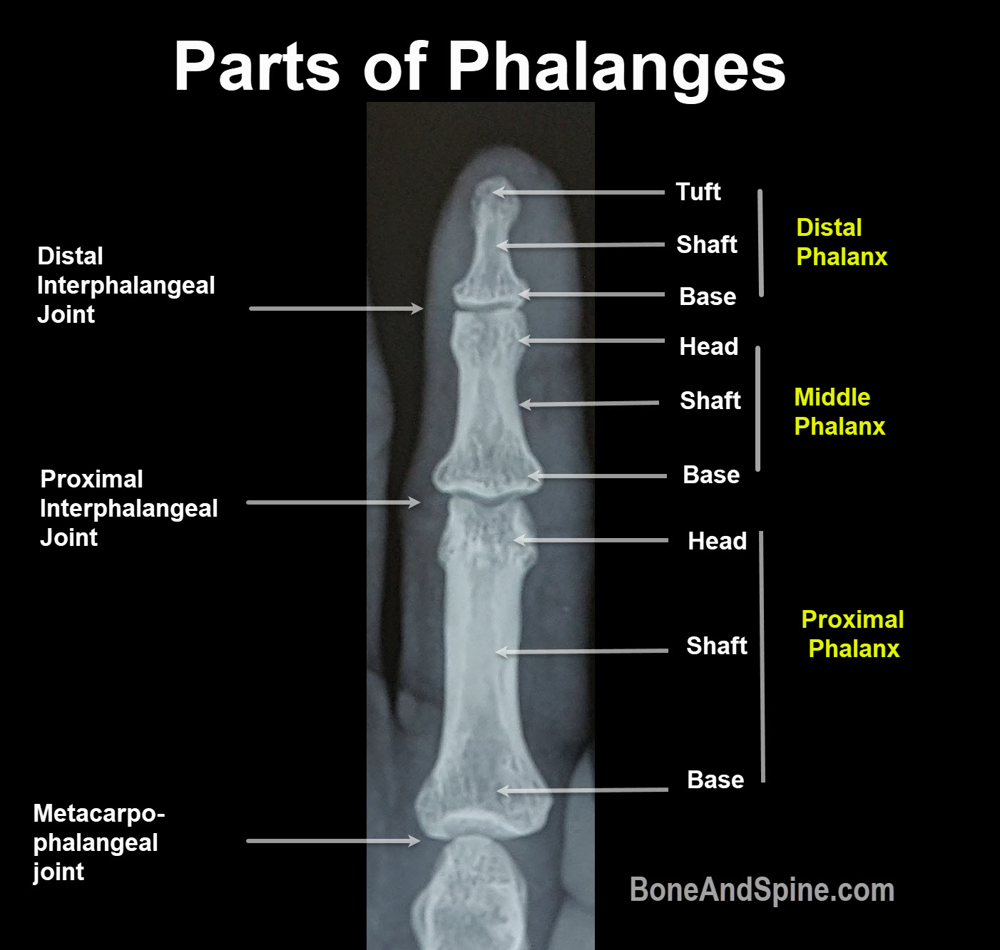 Parts of Phalanges
Tuft
Shaft
Base
Distal
Phalanx
Distal
Interphalangeal
Joint
Head
Shaft
Base
Middle
Phalanx
Proximal
Interphalangeal
Joint
Head
Shaft
Base
Proximal
Phalanx
Metacarpo-
phalangeal
joint
BoneAndSpine.com